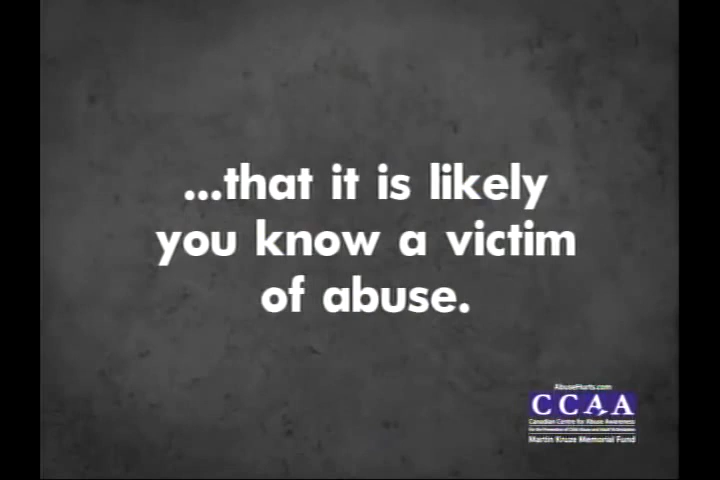 ...that it is likely
you know a victim
of abuse.
AbuseHurts.com
CCAA
Canadian Centre for Abuse Awareness
Martin Kruze Memorial Fund